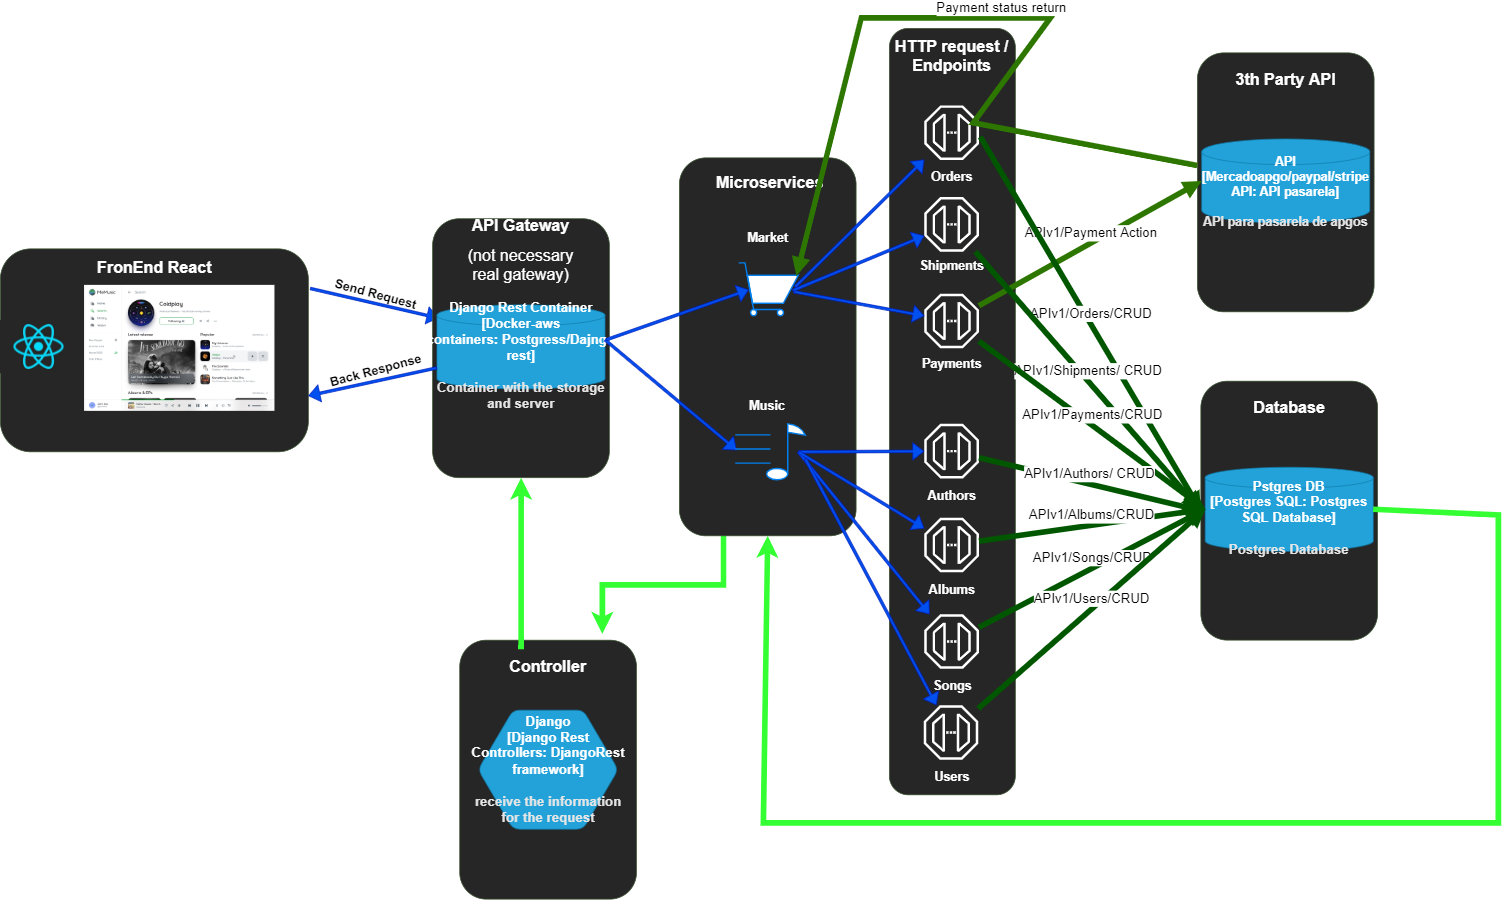 Payment status return
HTTP request /
Endpoints
Orders
Shipments
Payments
Authors
Albums
Songs
Users
3th Party API
API
[Mercadoapgo/paypal/stripe
API: API pasarela]
API para pasarela de apgos
Microservices
Market
Music
API Gateway
(not necessary
real gateway)
Django Rest Container
[Docker-aws
containers: Postgress/Dajng
rest]
Container with the storage
and server
FronEnd React
Coldplay
Send Request
Back Response
APIv1/Payment Action
APIv1/Orders/CRUD
APIv1/Shipments/ CRUD
APIv1/Payments/CRUD
APIv1/Authors/ CRUD
APIv1/Albums/CRUD
APIv1/Songs/CRUD
APIv1/Users/CRUD
Database
Pstgres DB
[Postgres SQL: Postgres
SQL Database]
Postgres Database
Controller
Django
[Django Rest
Controllers: DjangoRest
framework]
receive the information
for the request